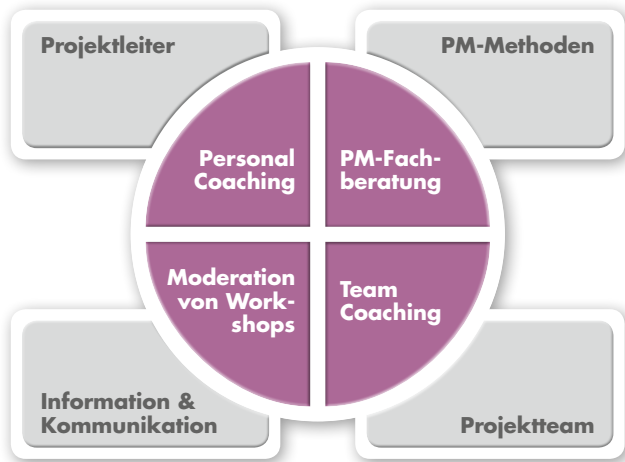 Projektleiter
PM-Methoden
Personal
Coaching
PM-Fach-
beratung
Moderation
von Work-
shops
Team
Coaching
Information &
Kommunikation
Projektteam